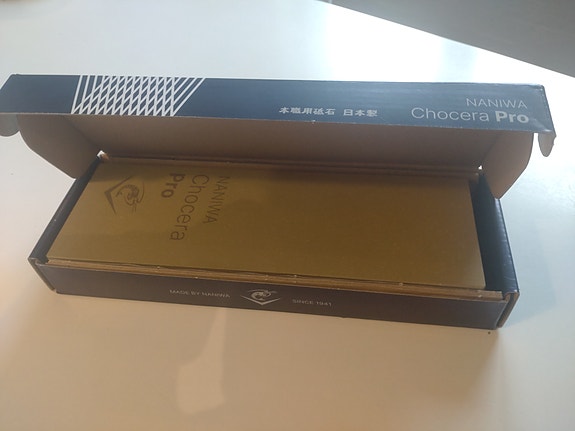 NANIWA
Chocera Pro
本職用砥石 日本製
NANIWA
Chocera
Pro
MADE BY NANIWA
SINCE 1941